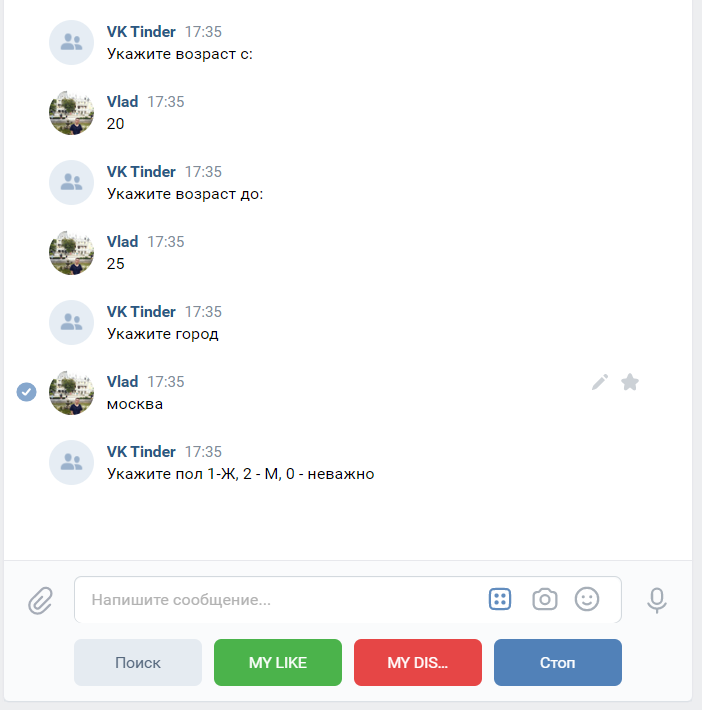 VK Tinder 17:35
Укажите возраст с:
Vlad 17:35
20
VK Tinder 17:35
Укажите возраст до:
Vlad 17:35
25
VK Tinder 17:35
Укажите город
Vlad 17:35
москва
VK Tinder 17:35
Укажите пол 1-Ж, 2 - М, 0 - неважно
Напишите сообщение...
Поиск MY LIKE MY DIS... Стоп